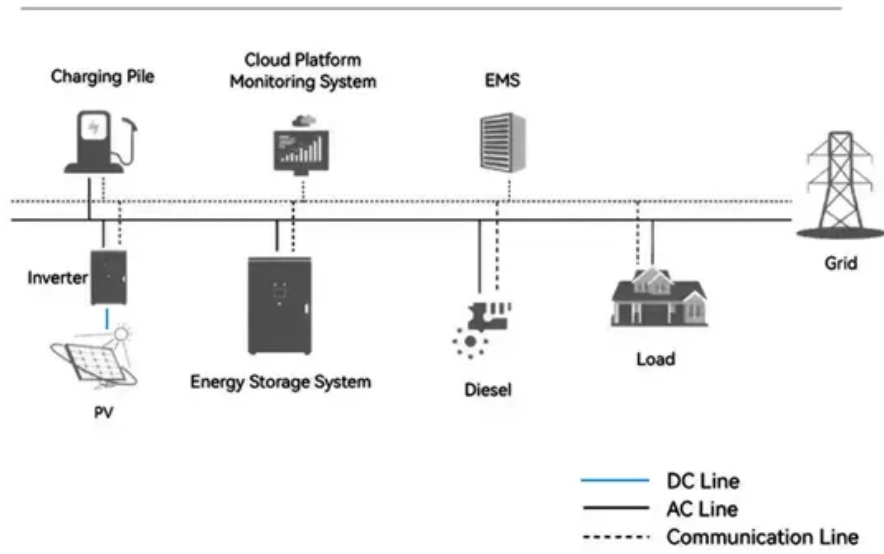 Charging Pile
Cloud Platform
Monitoring System
EMS
Grid
Inverter
Energy Storage System
Diesel
Load
PV
DC Line
AC Line
Communication Line